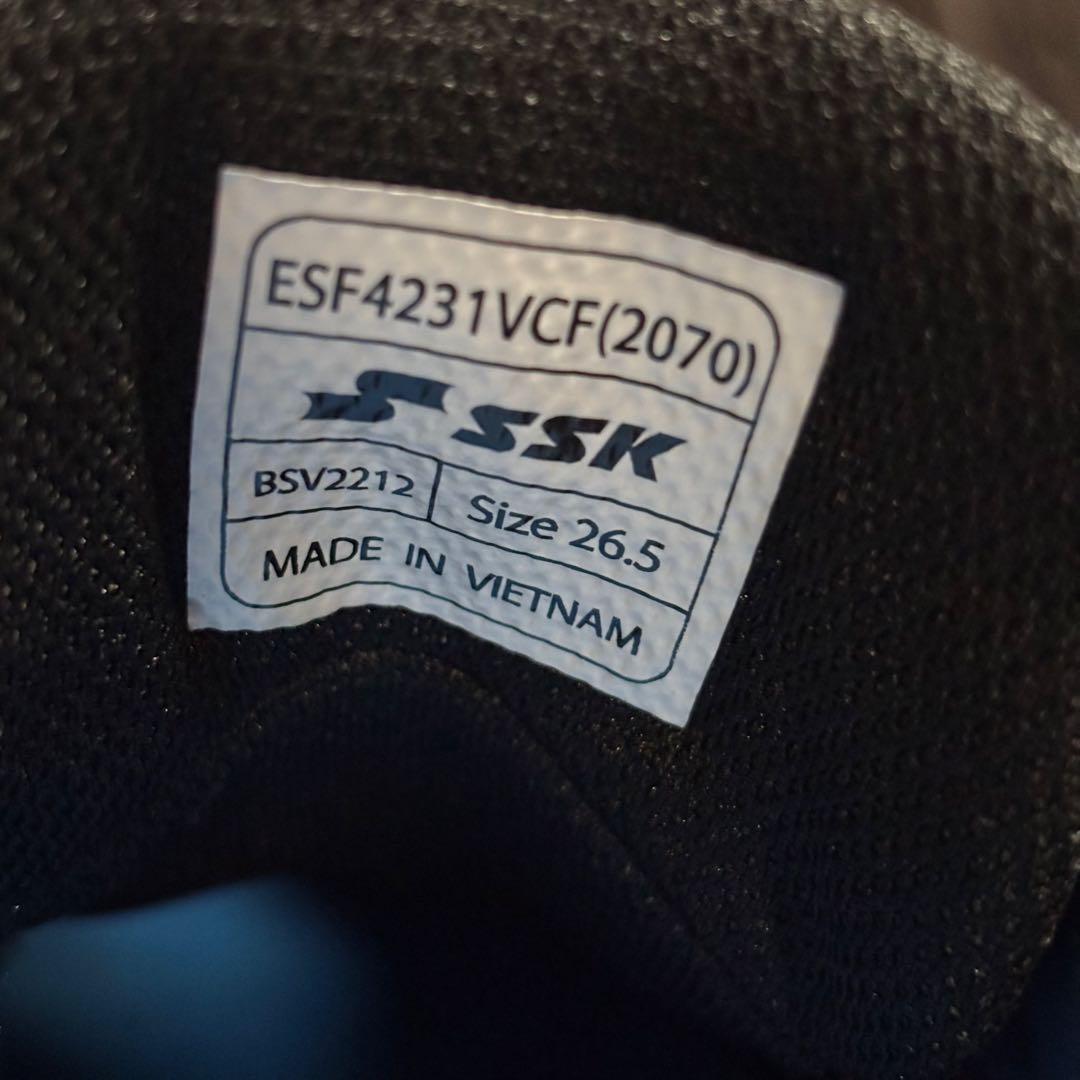 ESF4231VCF(2070)
SSK
BSV2212 Size 26.5
MADE IN VIETNAM